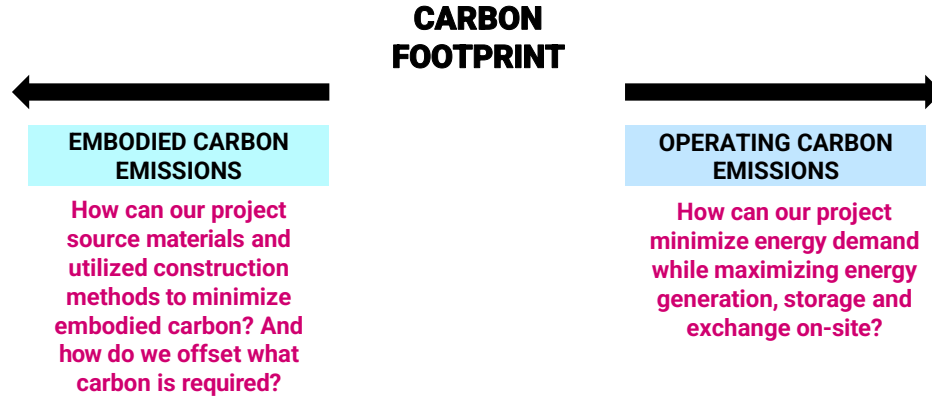 CARBON
FOOTPRINT
EMBODIED CARBON
EMISSIONS
How can our project
source materials and
utilized construction
methods to minimize
embodied carbon? And
how do we offset what
carbon is required?
OPERATING CARBON
EMISSIONS
How can our project
minimize energy demand
while maximizing energy
generation, storage and
exchange on-site?